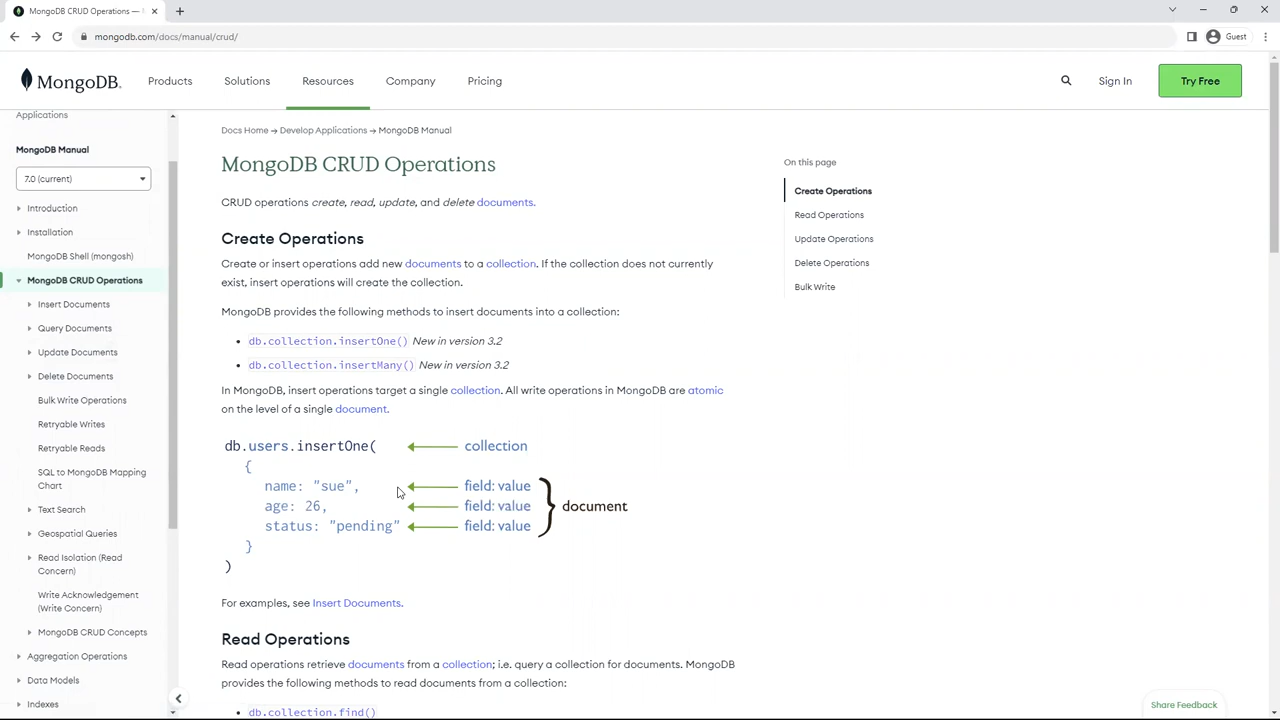 MongoDB CRUD Operations —
mongodb.com/docs/manual/crud/
Guest
MongoDB.
Products
Solutions
Resources
Company
Pricing
Sign In
Try Free
Applications
MongoDB Manual
7.0 (current)
Introduction
Installation
MongoDB Shell (mongosh)
MongoDB CRUD Operations
Insert Documents
Query Documents
Update Documents
Delete Documents
Bulk Write Operations
Retryable Writes
Retryable Reads
SQL to MongoDB Mapping
Chart
Text Search
Geospatial Queries
Read Isolation (Read
Concern)
Write Acknowledgement
(Write Concern)
MongoDB CRUD Concepts
Aggregation Operations
Data Models
Indexes
Docs Home → Develop Applications → MongoDB Manual
MongoDB CRUD Operations
CRUD operations create, read, update, and delete documents.
Create Operations
Create or insert operations add new documents to a collection. If the collection does not currently
exist, insert operations will create the collection.
MongoDB provides the following methods to insert documents into a collection:
• db.collection.insertOne() New in version 3.2
• db.collection.insertMany() New in version 3.2
In MongoDB, insert operations target a single collection. All write operations in MongoDB are atomic
on the level of a single document.
db.users.insertOne( collection
{
name: "sue", field: value
age: 26, field: value } document
status: "pending" field: value
}
)
For examples, see Insert Documents.
Read Operations
Read operations retrieve documents from a collection; i.e. query a collection for documents. MongoDB
provides the following methods to read documents from a collection:
• db.collection.find()
On this page
Create Operations
Read Operations
Update Operations
Delete Operations
Bulk Write
Share Feedback